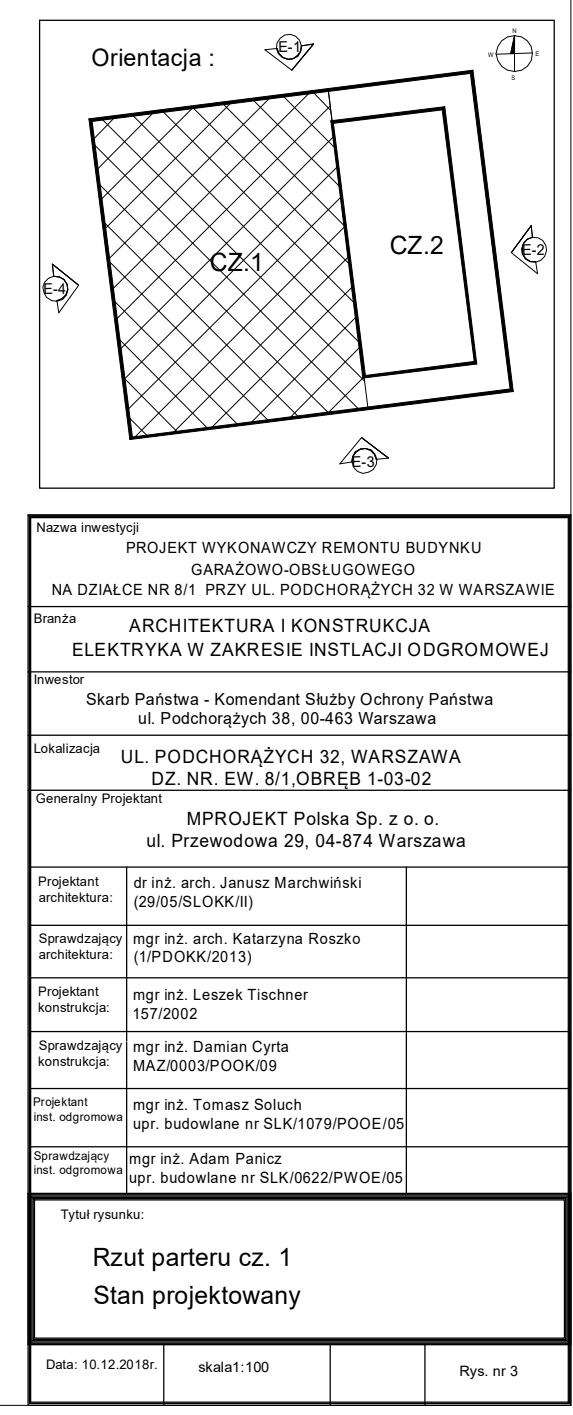 Orientacja :
E-1
N
W
E
S
CZ.1
CZ.2
E-2
E-4
E-3
Nazwa inwestycji
PROJEKT WYKONAWCZY REMONTU BUDYNKU
GARAŻOWO-OBSŁUGOWEGO
NA DZIAŁCE NR 8/1 PRZY UL. PODCHORĄŻYCH 32 W WARSZAWIE
Branża
ARCHITEKTURA I KONSTRUKCJA
ELEKTRYKA W ZAKRESIE INSTLACJI ODGROMOWEJ
Inwestor
Skarb Państwa - Komendant Służby Ochrony Państwa
ul. Podchorążych 38, 00-463 Warszawa
Lokalizacja
UL. PODCHORĄŻYCH 32, WARSZAWA
DZ. NR. EW. 8/1,OBRĘB 1-03-02
Generalny Projektant
MPROJEKT Polska Sp. z o. o.
ul. Przewodowa 29, 04-874 Warszawa
Projektant
architektura:
dr inż. arch. Janusz Marchwiński
(29/05/SLOKK/II)
Sprawdzający
architektura:
mgr inż. arch. Katarzyna Roszko
(1/PDOKK/2013)
Projektant
konstrukcja:
mgr inż. Leszek Tischner
157/2002
Sprawdzający
konstrukcja:
mgr inż. Damian Cyrta
MAZ/0003/POOK/09
Projektant
inst. odgromowa
mgr inż. Tomasz Soluch
upr. budowlane nr SLK/1079/POOE/05
Sprawdzający
inst. odgromowa
mgr inż. Adam Panicz
upr. budowlane nr SLK/0622/PWOE/05
Tytuł rysunku:
Rzut parteru cz. 1
Stan projektowany
Data: 10.12.2018r.
skala1:100
Rys. nr 3